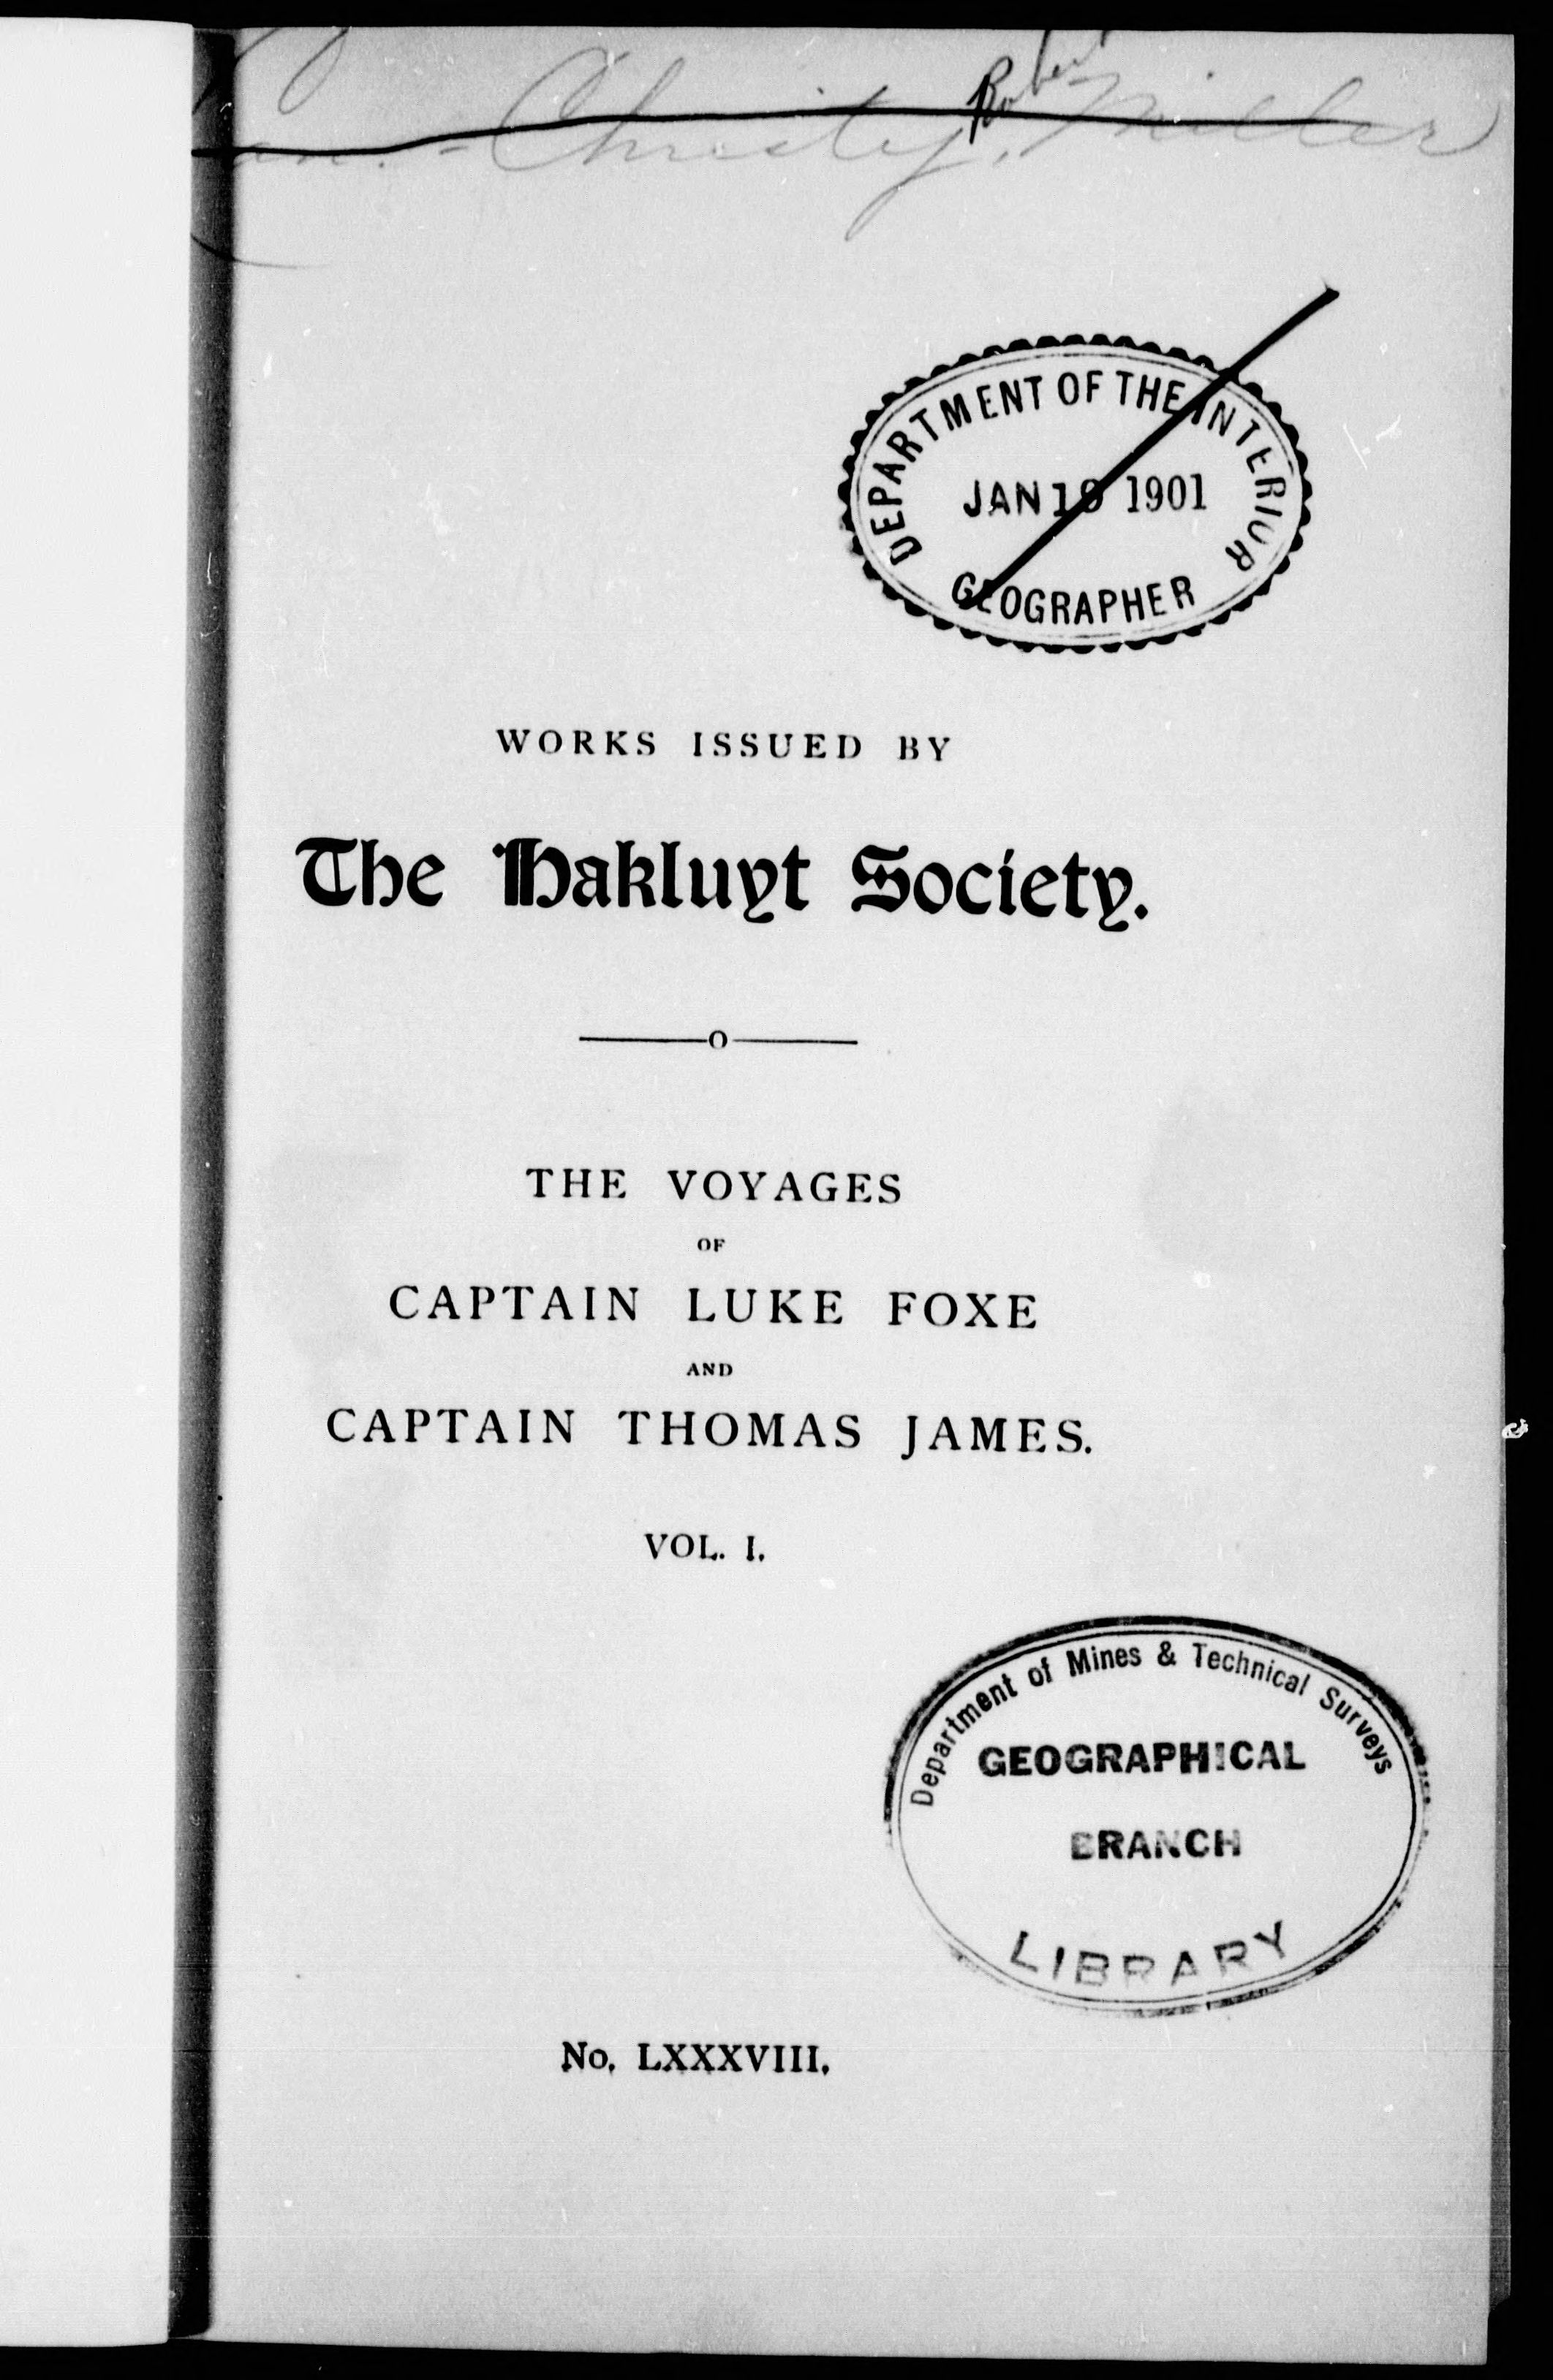 Christy, Miller
Robert
DEPARTMENT OF THE INTERIOR
JAN 1901
GEOGRAPHER
WORKS ISSUED BY
The Hakluyt Society.
O
THE VOYAGES
OF
CAPTAIN LUKE FOXE
AND
CAPTAIN THOMAS JAMES.
VOL. I.
Department of Mines & Technical Surveys
GEOGRAPHICAL
BRANCH
LIBRARY
No. LXXXVIII.